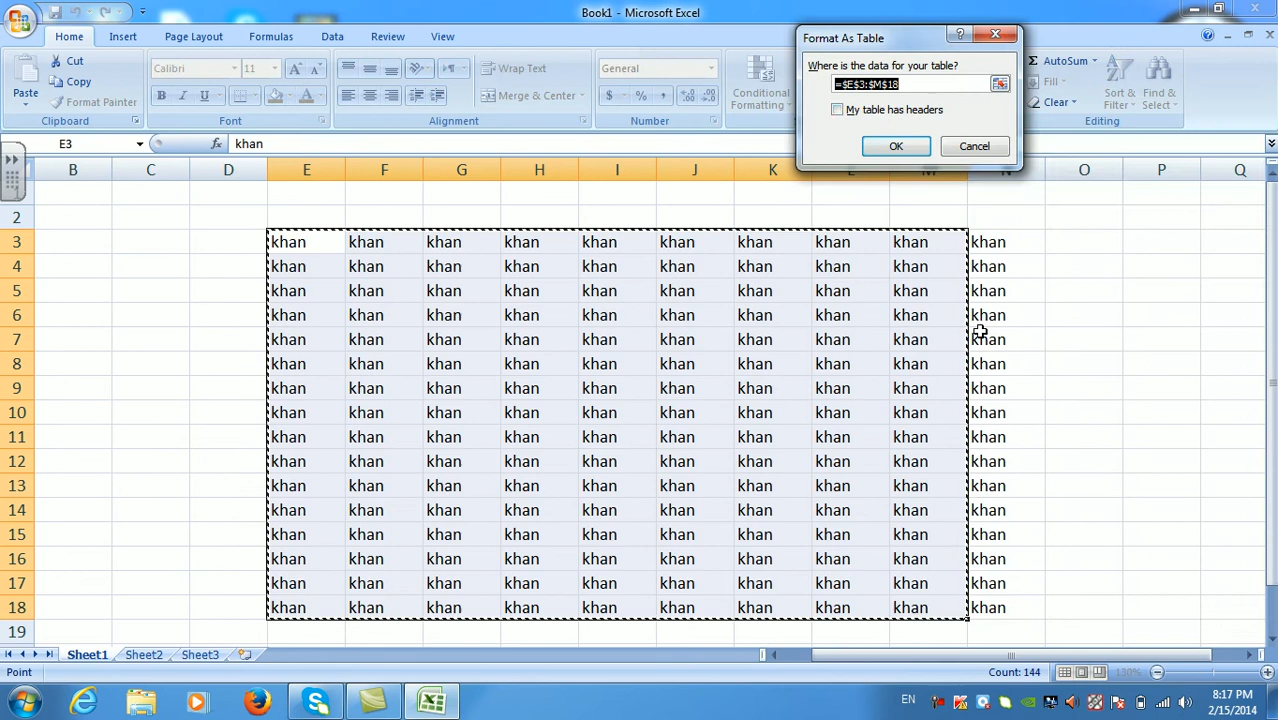 Book1 - Microsoft Excel
Home Insert Page Layout Formulas Data Review View
Cut
Copy
Format Painter
Paste
Clipboard
Calibri 11
B I U
Font
Wrap Text
Merge & Center
Alignment
General
$ % ,
Number
Conditional
Formatting
AutoSum
Fill
Clear
Sort &
Filter
Find &
Select
Editing
Format As Table
Where is the data for your table?
=$E$3:$M$18
My table has headers
OK Cancel
E3 fx khan
B C D E F G H I J K L M N O P Q
2
3 khan khan khan khan khan khan khan khan khan khan
4 khan khan khan khan khan khan khan khan khan khan
5 khan khan khan khan khan khan khan khan khan khan
6 khan khan khan khan khan khan khan khan khan khan
7 khan khan khan khan khan khan khan khan khan khan
8 khan khan khan khan khan khan khan khan khan khan
9 khan khan khan khan khan khan khan khan khan khan
10 khan khan khan khan khan khan khan khan khan khan
11 khan khan khan khan khan khan khan khan khan khan
12 khan khan khan khan khan khan khan khan khan khan
13 khan khan khan khan khan khan khan khan khan khan
14 khan khan khan khan khan khan khan khan khan khan
15 khan khan khan khan khan khan khan khan khan khan
16 khan khan khan khan khan khan khan khan khan khan
17 khan khan khan khan khan khan khan khan khan khan
18 khan khan khan khan khan khan khan khan khan khan
19
Sheet1 Sheet2 Sheet3
Point Count: 144 130%
EN 8:17 PM
2/15/2014